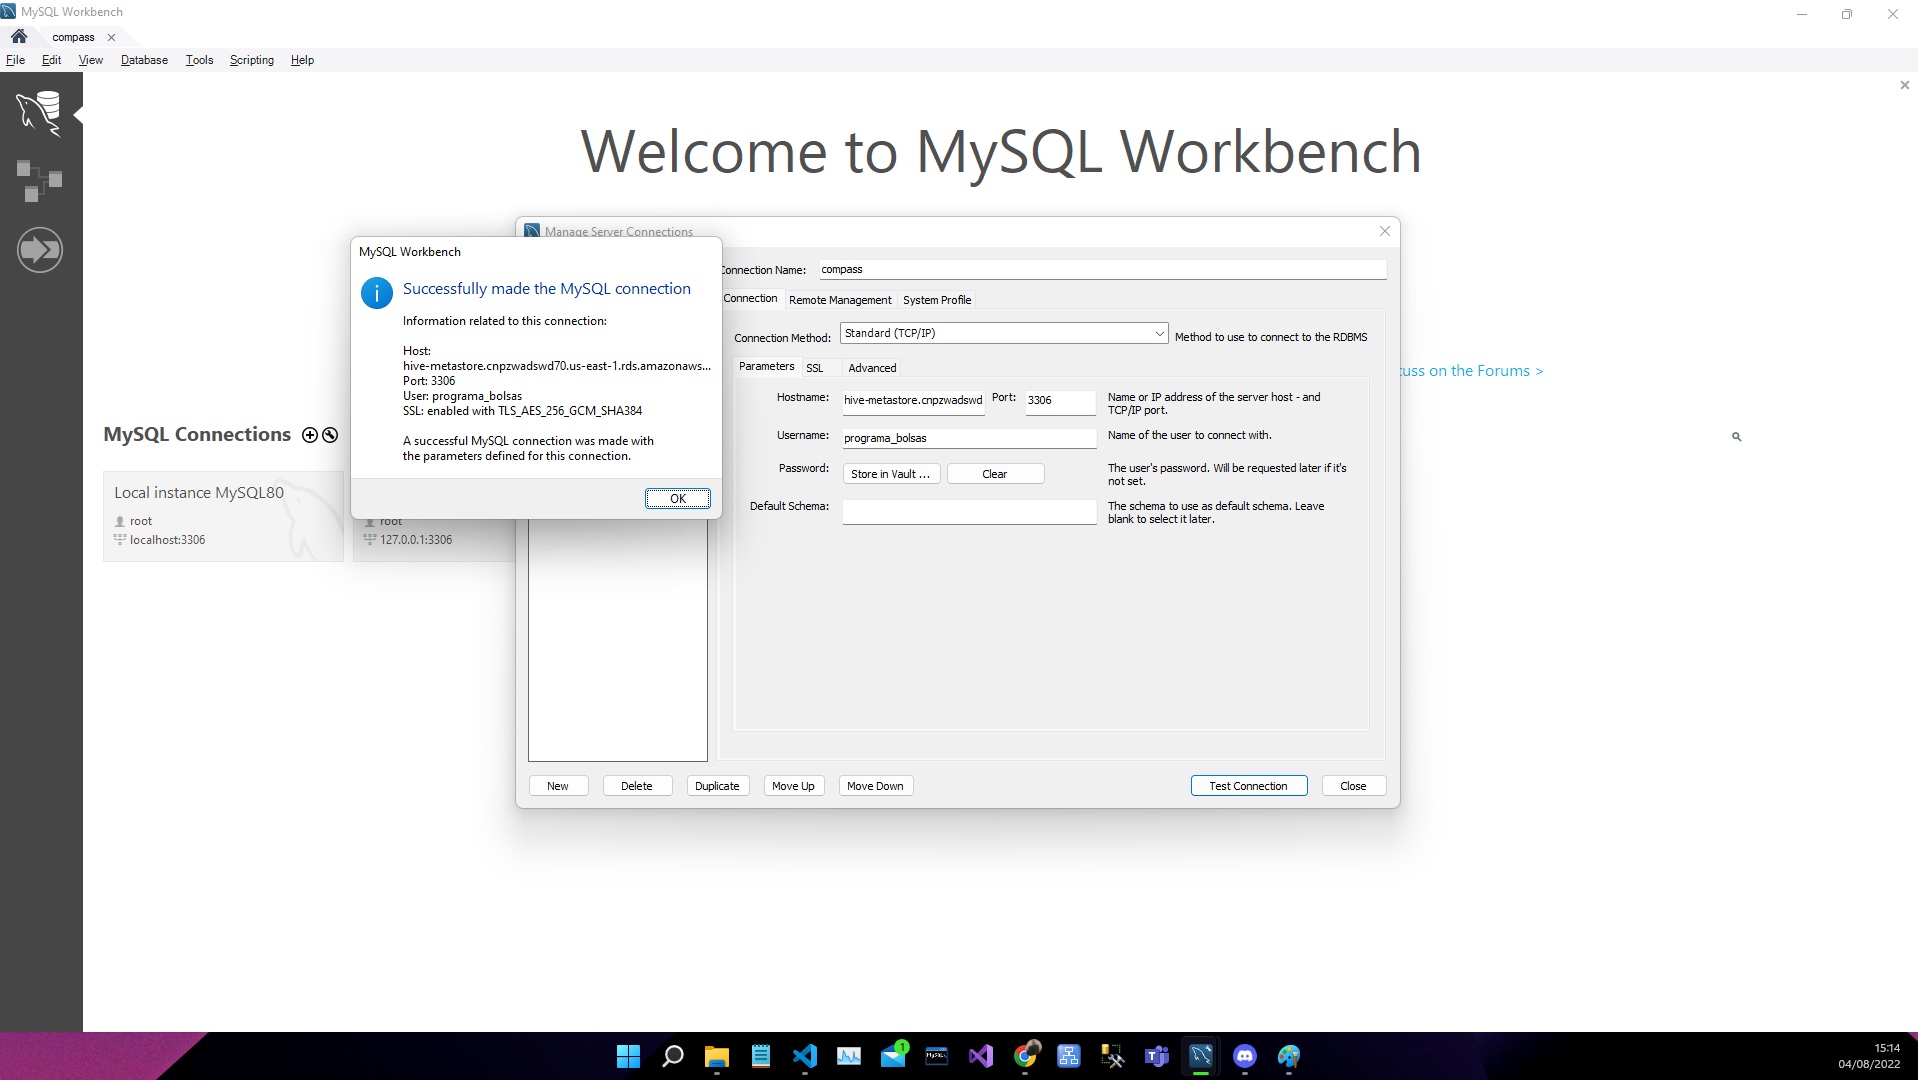 MySQL Workbench
compass
File Edit View Database Tools Scripting Help
Welcome to MySQL Workbench
Manage Server Connections
MySQL Workbench
Successfully made the MySQL connection
Information related to this connection:
Host:
hive-metastore.cnpzwadswd70.us-east-1.rds.amazonaws...
Port: 3306
User: programa_bolsas
SSL: enabled with TLS_AES_256_GCM_SHA384
A successful MySQL connection was made with
the parameters defined for this connection.
OK
Connection Name: compass
Connection Remote Management System Profile
Connection Method: Standard (TCP/IP) Method to use to connect to the RDBMS
Parameters SSL Advanced
Hostname: hive-metastore.cnpzwadswd Port: 3306 Name or IP address of the server host - and
TCP/IP port.
Username: programa_bolsas Name of the user to connect with.
Password: Store in Vault ... Clear The user's password. Will be requested later if it's
not set.
Default Schema: The schema to use as default schema. Leave
blank to select it later.
cuss on the Forums >
MySQL Connections
Local instance MySQL80
root
localhost:3306
root
127.0.0.1:3306
New Delete Duplicate Move Up Move Down Test Connection Close
1
MySQL
15:14
04/08/2022